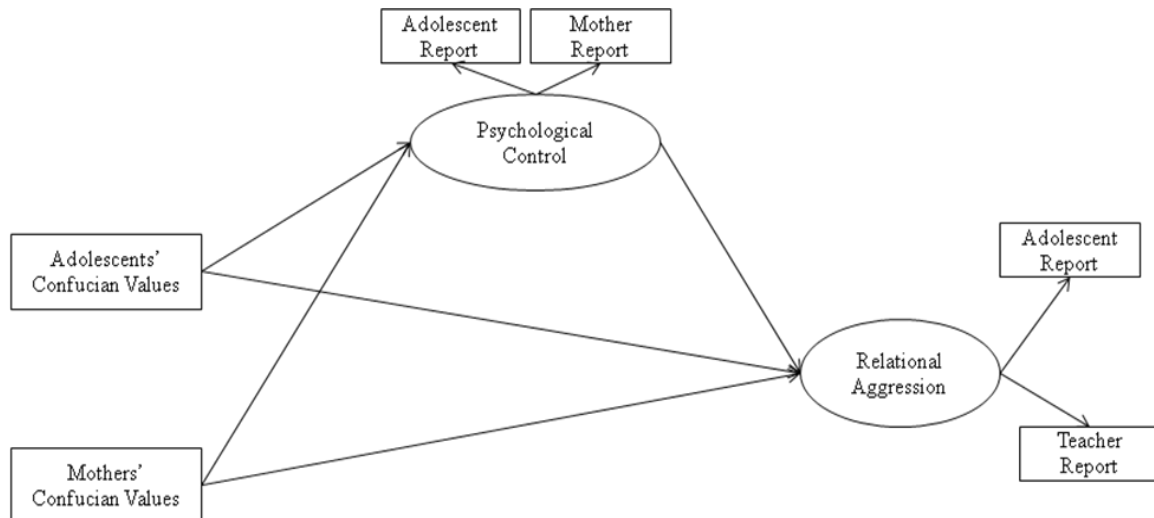 Adolescent
Report
Mother
Report
Psychological
Control
Adolescents'
Confucian Values
Adolescent
Report
Relational
Aggression
Teacher
Report
Mothers'
Confucian Values